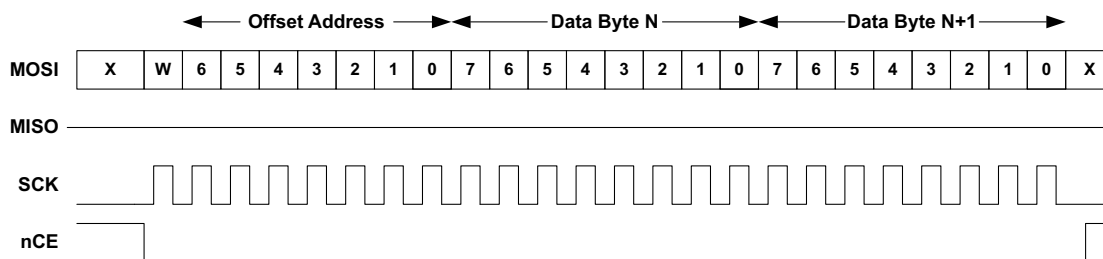 Offset Address Data Byte N Data Byte N+1
MOSI X W 6 5 4 3 2 1 0 7 6 5 4 3 2 1 0 7 6 5 4 3 2 1 0 X
MISO
SCK
nCE